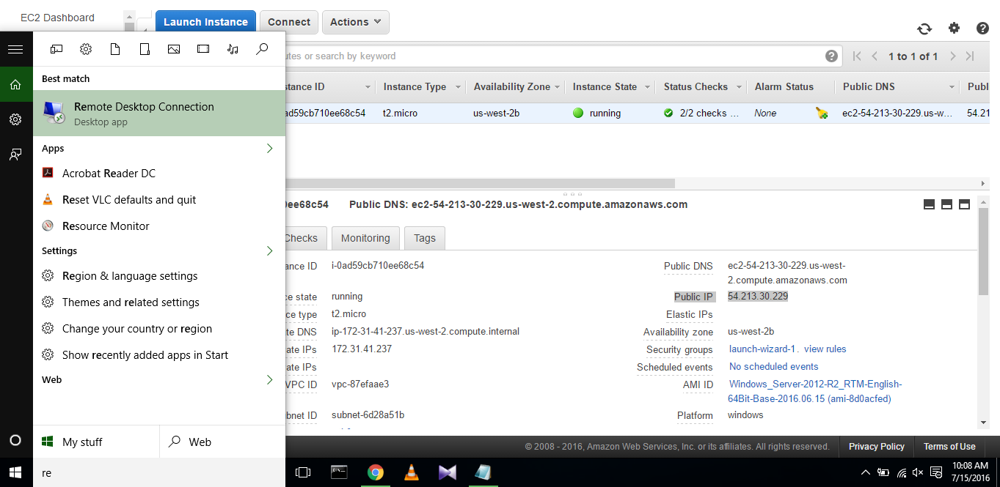 EC2 Dashboard
Launch Instance
Connect
Actions
utes or search by keyword
1 to 1 of 1
stance ID
Instance Type
Availability Zone
Instance State
Status Checks
Alarm Status
Public DNS
Publ
ad59cb710ee68c54
t2.micro
us-west-2b
running
2/2 checks ...
None
ec2-54-213-30-229.us-w...
54.21
Best match
Remote Desktop Connection
Desktop app
Apps
Acrobat Reader DC
Reset VLC defaults and quit
Resource Monitor
Settings
Region & language settings
Themes and related settings
Change your country or region
Show recently added apps in Start
Web
My stuff
Web
re
ee68c54
Public DNS: ec2-54-213-30-229.us-west-2.compute.amazonaws.com
Checks
Monitoring
Tags
ance ID
i-0ad59cb710ee68c54
ce state
running
ce type
t2.micro
te DNS
ip-172-31-41-237.us-west-2.compute.internal
ate IPs
172.31.41.237
ate IPs
VPC ID
vpc-87efaae3
bnet ID
subnet-6d28a51b
Public DNS
ec2-54-213-30-229.us-west-
2.compute.amazonaws.com
Public IP
54.213.30.229
Elastic IPs
Availability zone
us-west-2b
Security groups
launch-wizard-1. view rules
Scheduled events
No scheduled events
AMI ID
Windows_Server-2012-R2_RTM-English-
64Bit-Base-2016.06.15 (ami-8d0acfed)
Platform
windows
© 2008 - 2016, Amazon Web Services, Inc. or its affiliates. All rights reserved.
Privacy Policy
Terms of Use
10:08 AM
7/15/2016